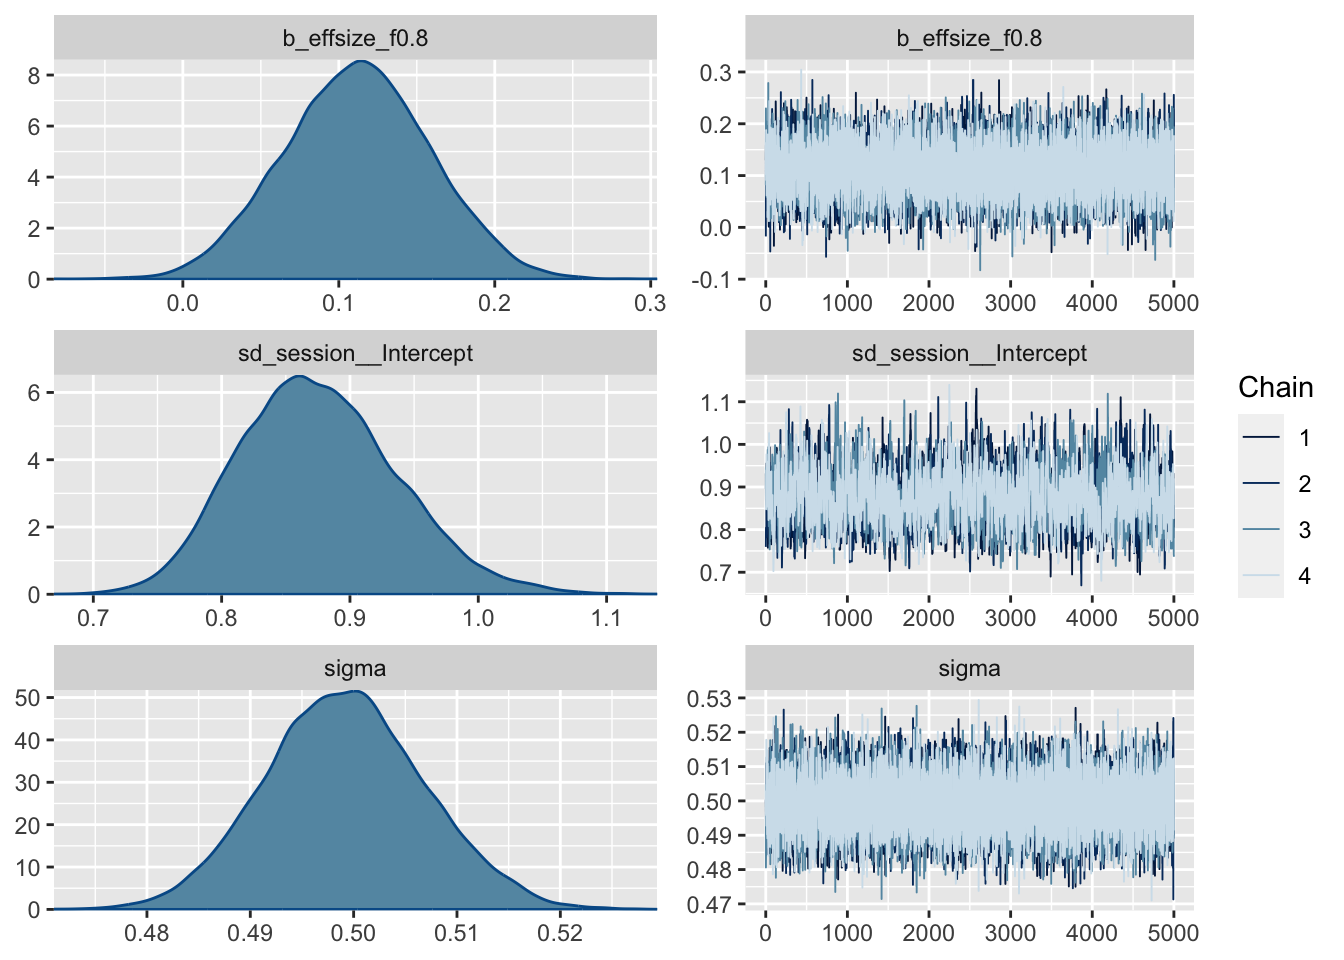 b_effsize_f0.8
8
6
4
2
0
0.0 0.1 0.2 0.3
b_effsize_f0.8
0.3
0.2
0.1
0.0
-0.1
0 1000 2000 3000 4000 5000
sd_session__Intercept
6
4
2
0
0.7 0.8 0.9 1.0 1.1
sd_session__Intercept
1.1
1.0
0.9
0.8
0.7
0 1000 2000 3000 4000 5000
sigma
50
40
30
20
10
0
0.48 0.49 0.50 0.51 0.52
sigma
0.53
0.52
0.51
0.50
0.49
0.48
0.47
0 1000 2000 3000 4000 5000
Chain
1
2
3
4